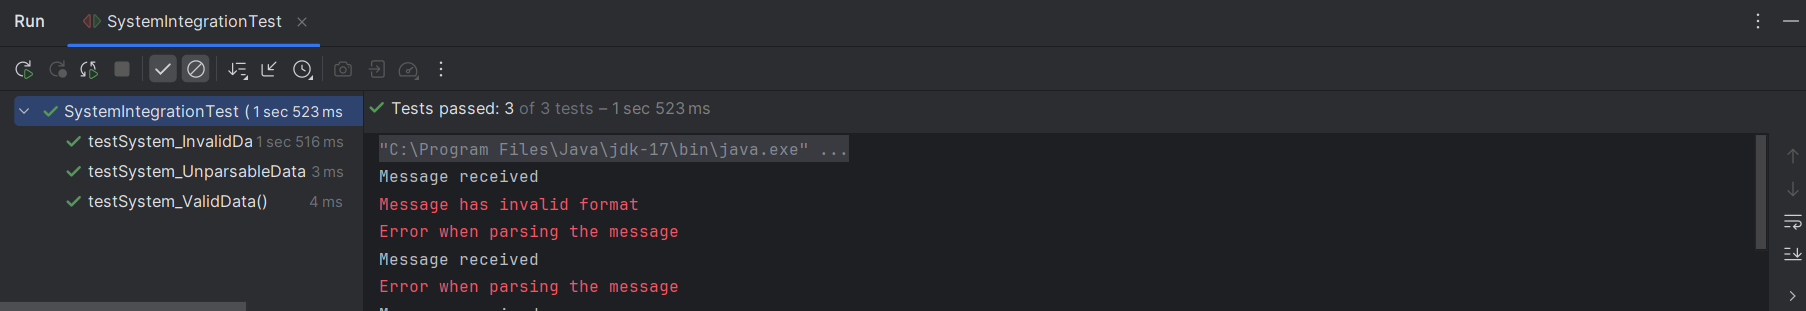 Run SystemIntegrationTest
SystemIntegrationTest ( 1 sec 523 ms
testSystem_InvalidDa 1 sec 516 ms
testSystem_UnparsableData 3 ms
testSystem_ValidData() 4 ms
Tests passed: 3 of 3 tests – 1 sec 523 ms
"C:\Program Files\Java\jdk-17\bin\java.exe" ...
Message received
Message has invalid format
Error when parsing the message
Message received
Error when parsing the message